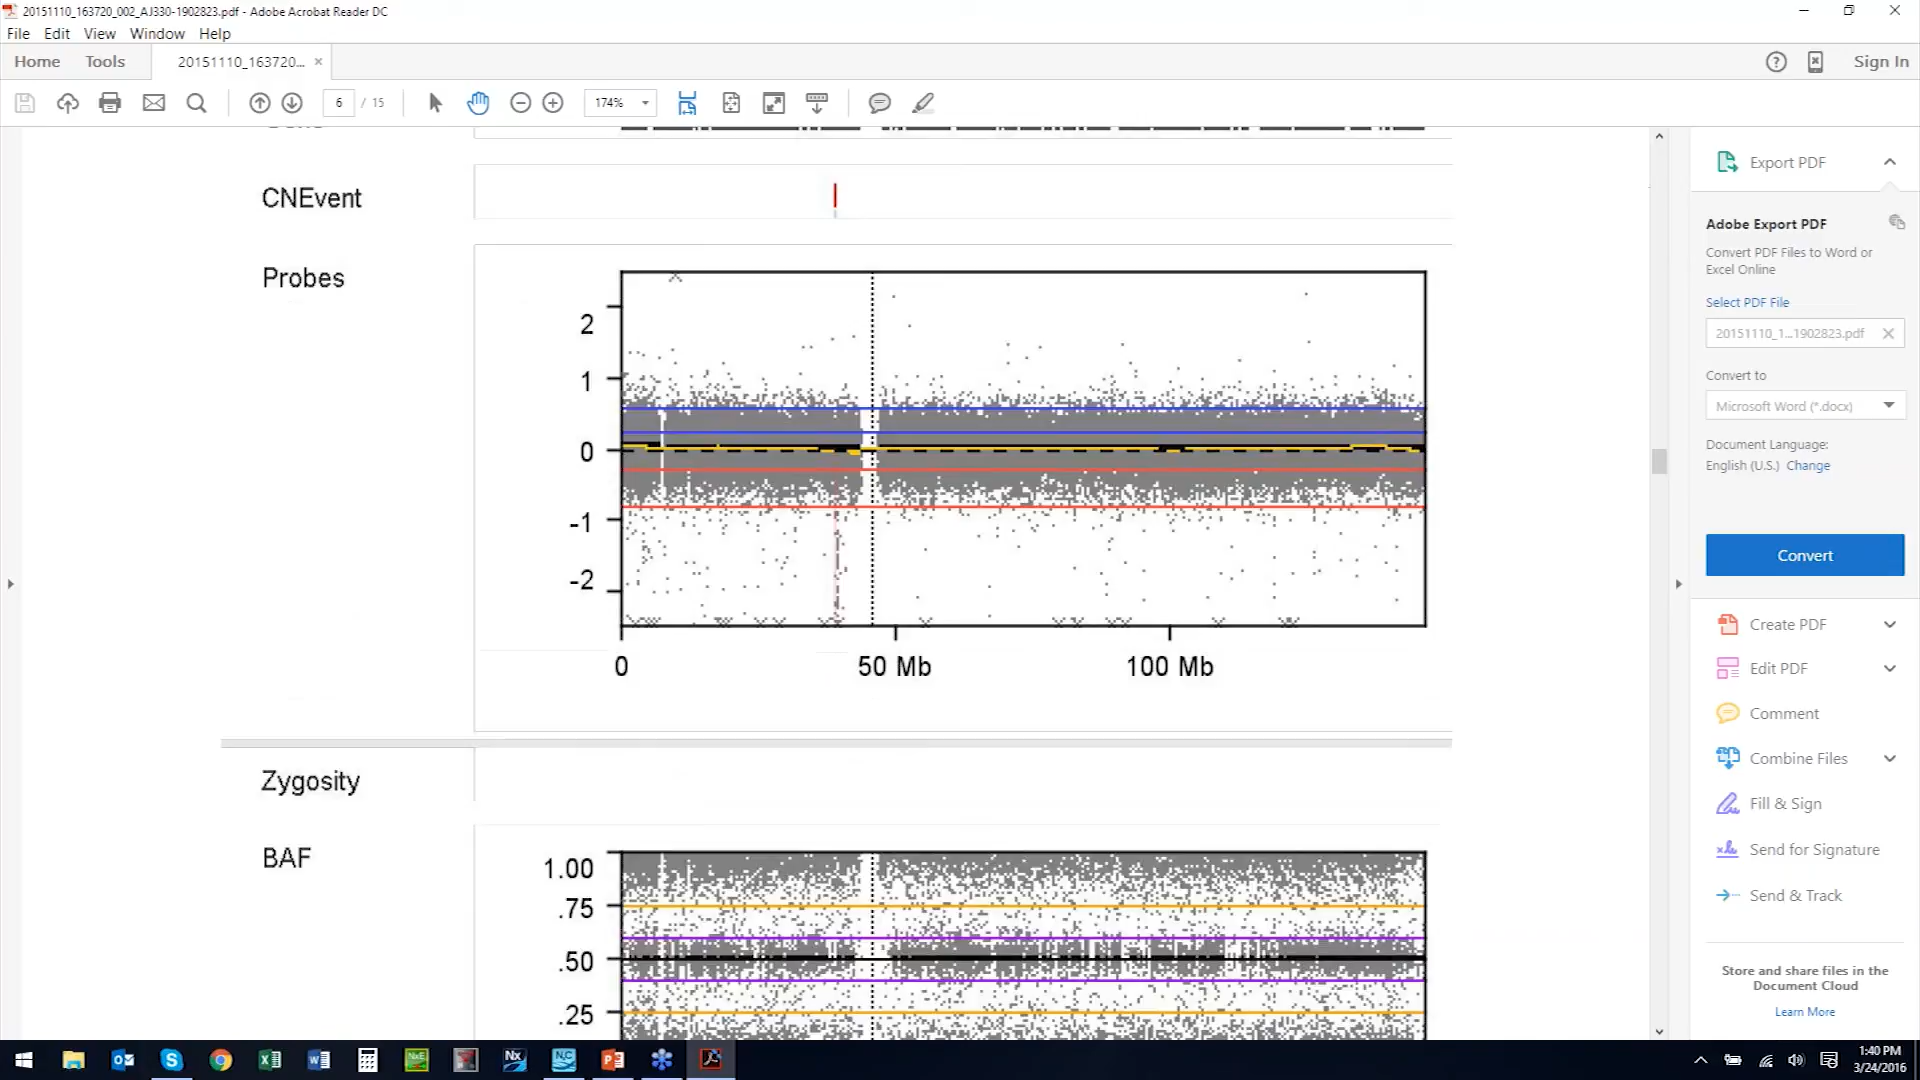 20151110_163720_002_AJ330-1902823.pdf - Adobe Acrobat Reader DC
File Edit View Window Help
Home Tools 20151110_163720... × Sign In
6 / 15 174%
Export PDF
CNEvent
Adobe Export PDF
Convert PDF Files to Word or
Excel Online
Probes
Select PDF File
20151110_1...1902823.pdf
Convert to
Microsoft Word (*.docx)
Document Language:
English (U.S.) Change
2
1
0
-1
-2
0 50 Mb 100 Mb
Convert
Create PDF
Edit PDF
Comment
Combine Files
Fill & Sign
Send for Signature
Send & Track
Zygosity
BAF
1.00
.75
.50
.25
Store and share files in the
Document Cloud
Learn More
1:40 PM
3/24/2016